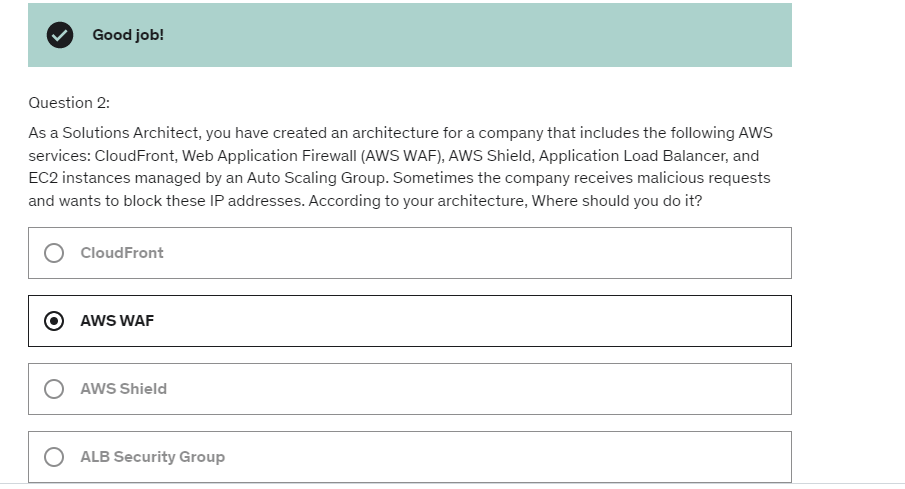 Good job!
Question 2:
As a Solutions Architect, you have created an architecture for a company that includes the following AWS
services: CloudFront, Web Application Firewall (AWS WAF), AWS Shield, Application Load Balancer, and
EC2 instances managed by an Auto Scaling Group. Sometimes the company receives malicious requests
and wants to block these IP addresses. According to your architecture, Where should you do it?
CloudFront
AWS WAF
AWS Shield
ALB Security Group